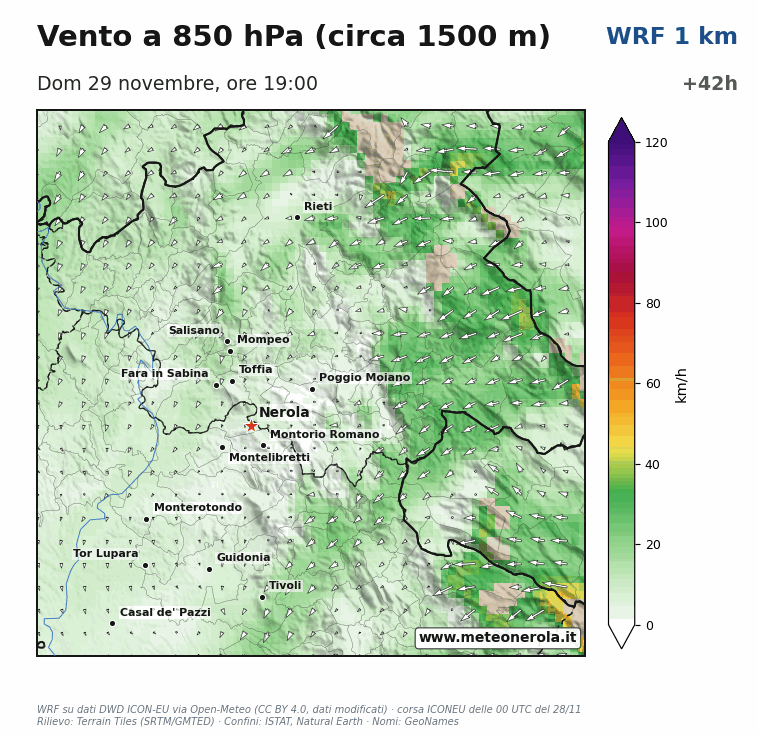 Vento a 850 hPa (circa 1500 m)
WRF 1 km
Dom 29 novembre, ore 19:00
+42h
Rieti
Salisano
Mompeo
Toffia
Fara in Sabina
Poggio Moiano
Nerola
Montorio Romano
Montelibretti
Monterotondo
Tor Lupara
Guidonia
Tivoli
Casal de' Pazzi
www.meteonerola.it
120
100
80
60
40
20
0
km/h
WRF su dati DWD ICON-EU via Open-Meteo (CC BY 4.0, dati modificati) · corsa ICONEU delle 00 UTC del 28/11
Rilievo: Terrain Tiles (SRTM/GMTED) · Confini: ISTAT, Natural Earth · Nomi: GeoNames